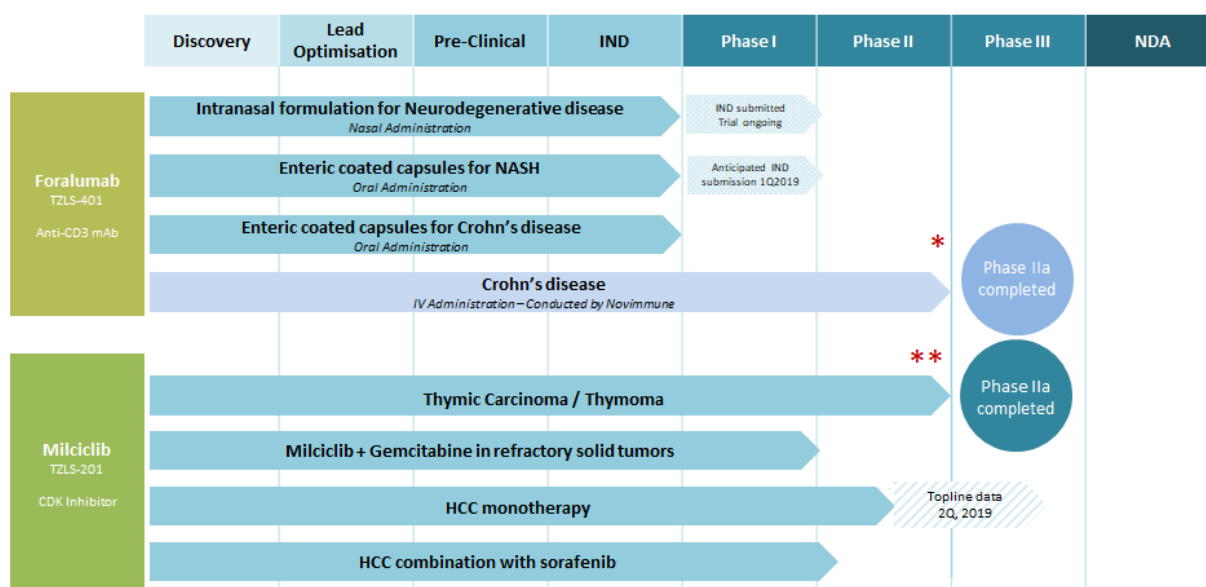 Discovery
Lead
Optimisation
Pre-Clinical
IND
Phase I
Phase II
Phase III
NDA
Foralumab
TZLS-401
Anti-CD3 mAb
Intranasal formulation for Neurodegenerative disease
Nasal Administration
IND submitted
Trial ongoing
Enteric coated capsules for NASH
Oral Administration
Anticipated IND
submission 1Q2019
Enteric coated capsules for Crohn's disease
Oral Administration
*
Crohn's disease
IV Administration – Conducted by Novimmune
Phase IIa
completed
Milciclib
TZLS-201
CDK Inhibitor
**
Thymic Carcinoma / Thymoma
Phase IIa
completed
Milciclib + Gemcitabine in refractory solid tumors
HCC monotherapy
Topline data
2Q, 2019
HCC combination with sorafenib